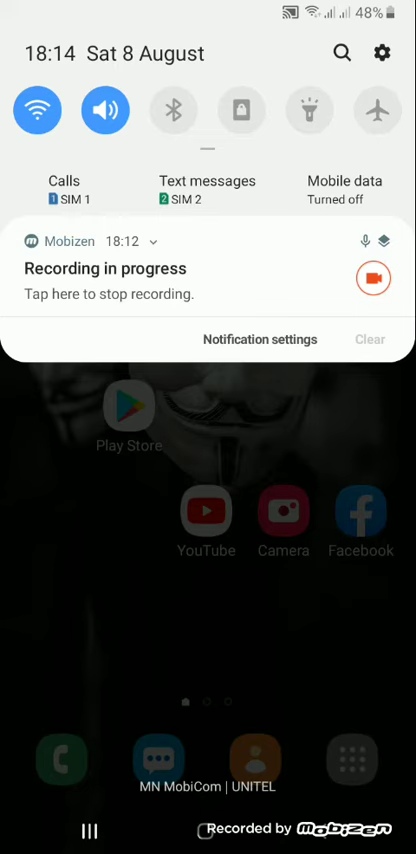 48%
18:14 Sat 8 August
Calls
1 SIM 1
Text messages
2 SIM 2
Mobile data
Turned off
m Mobizen 18:12
Recording in progress
Tap here to stop recording.
Notification settings Clear
Play Store
YouTube Camera Facebook
MN MobiCom | UNITEL
Recorded by mobizen